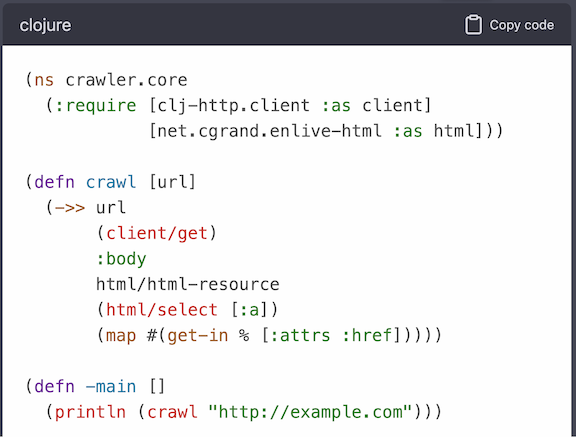 clojure
Copy code
(ns crawler.core
  (:require [clj-http.client :as client]
            [net.cgrand.enlive-html :as html]))
(defn crawl [url]
  (->> url
       (client/get)
       :body
       html/html-resource
       (html/select [:a])
       (map #(get-in % [:attrs :href]))))
(defn -main []
  (println (crawl "http://example.com")))